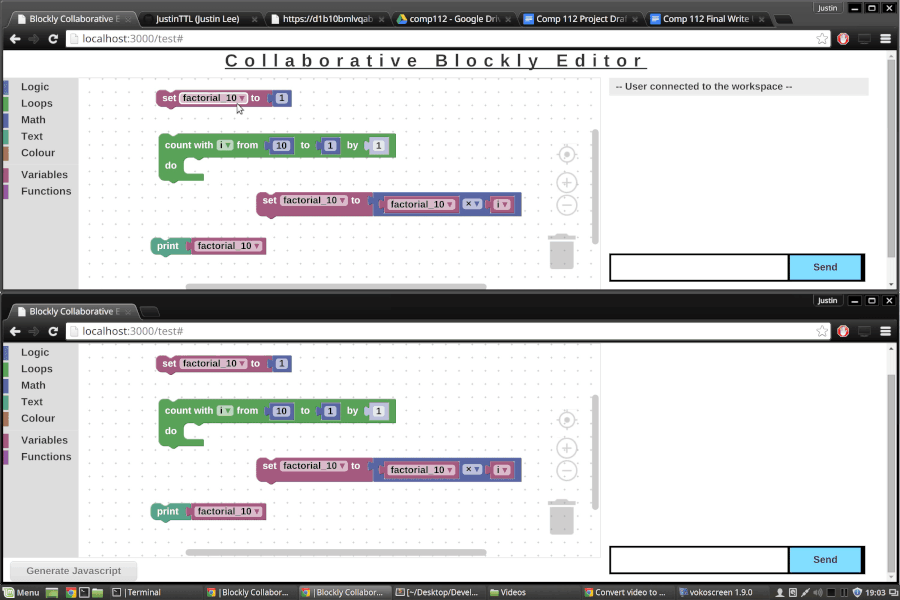 Justin
Blockly Collaborative E
JustinTTL (Justin Lee)
https://d1b10bmlvqab
comp112 - Google Dri
Comp 112 Project Dra
Comp 112 Final Write
localhost:3000/test#
Collaborative Blockly Editor
Logic
Loops
Math
Text
Colour
Variables
Functions
set factorial_10 to 1
count with i from 10 to 1 by 1
do
set factorial_10 to factorial_10 × i
print factorial_10
-- User connected to the workspace --
Send
Justin
Blockly Collaborative E
localhost:3000/test#
Logic
Loops
Math
Text
Colour
Variables
Functions
set factorial_10 to 1
count with i from 10 to 1 by 1
do
set factorial_10 to factorial_10 × i
print factorial_10
Send
Generate Javascript
Menu
Terminal
Blockly Collabor...
Blockly Collabor...
[~/Desktop/Devel...
Videos
Convert video to ...
vokoscreen 1.9.0
19:03